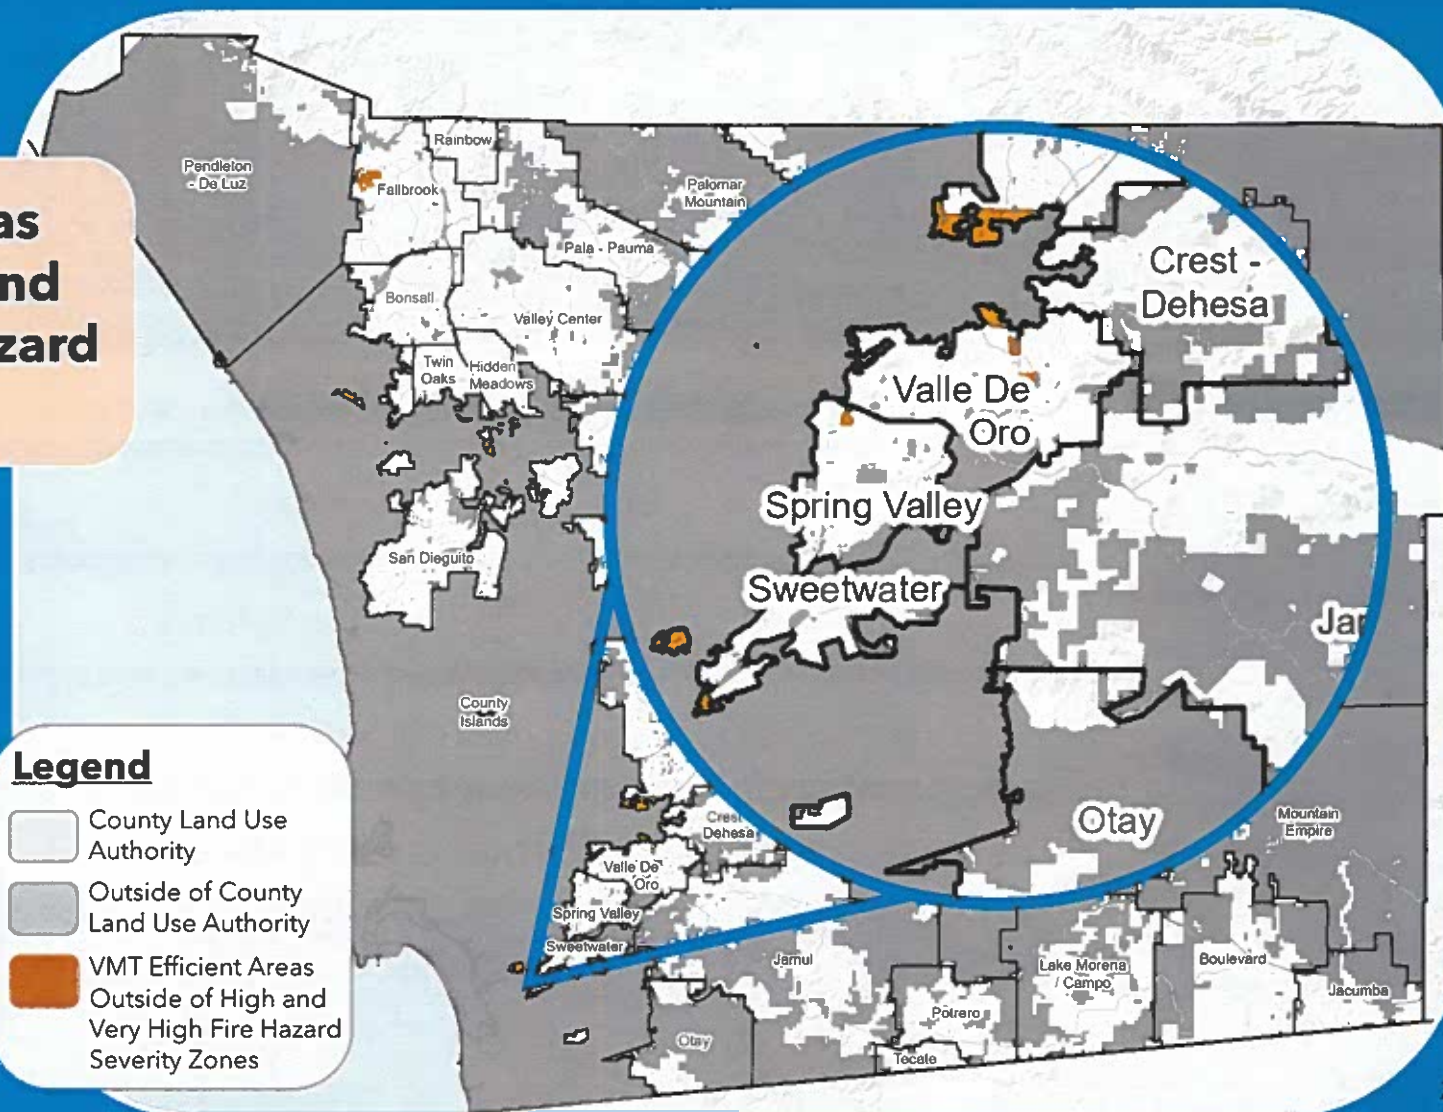 as
nd
zard
Pendleton
- De Luz
Rainbow
Fallbrook
Palomar
Mountain
Pala - Pauma
Bonsall
Valley Center
Twin
Oaks
Hidden
Meadows
San Dieguito
County
Islands
Crest -
Dehesa
Valle De
Oro
Spring Valley
Sweetwater
Otay
Crest
Dehesa
Valle De
Oro
Spring Valley
Sweetwater
Jamul
Otay
Mountain
Empire
Lake Morena
/ Campo
Boulevard
Jacumba
Potrero
Tecate
Legend
County Land Use
Authority
Outside of County
Land Use Authority
VMT Efficient Areas
Outside of High and
Very High Fire Hazard
Severity Zones